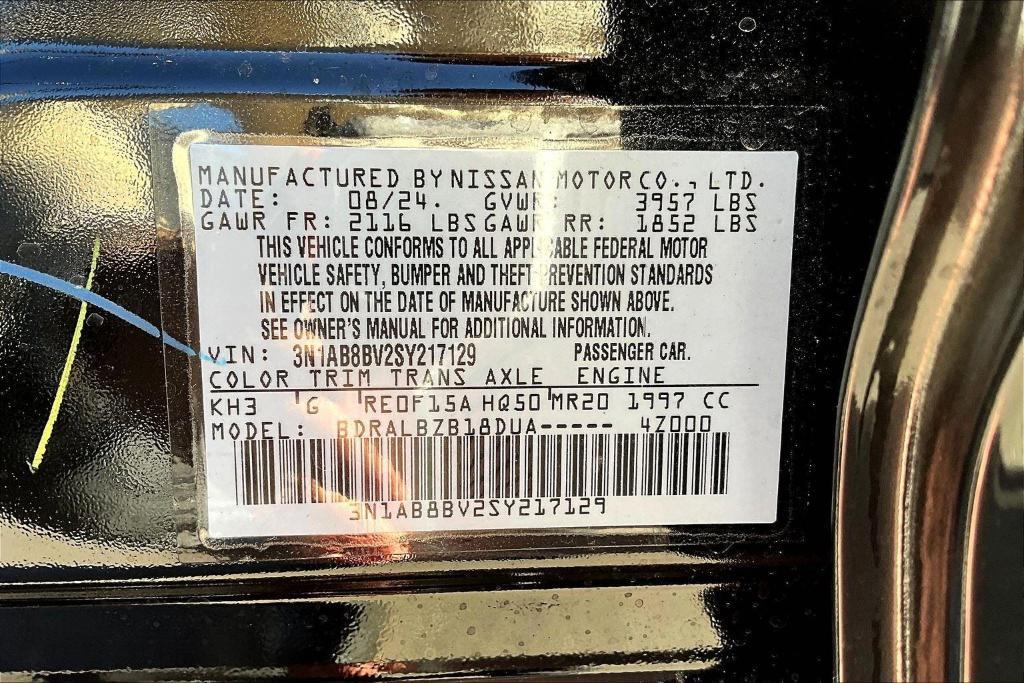 MANUFACTURED BY NISSAN MOTOR CO., LTD.
DATE: 08/24. GVWR: 3957 LBS
GAWR FR: 2116 LBS GAWR RR: 1852 LBS
THIS VEHICLE CONFORMS TO ALL APPLICABLE FEDERAL MOTOR
VEHICLE SAFETY, BUMPER AND THEFT PREVENTION STANDARDS
IN EFFECT ON THE DATE OF MANUFACTURE SHOWN ABOVE.
SEE OWNER'S MANUAL FOR ADDITIONAL INFORMATION.
VIN: 3N1AB8BV2SY217129 PASSENGER CAR.
COLOR TRIM TRANS AXLE ENGINE
KH3 G RE0F15A HQ50 MR20 1997 CC
MODEL: BDRALBZB18DUA----- 4Z000
3N1AB8BV2SY217129